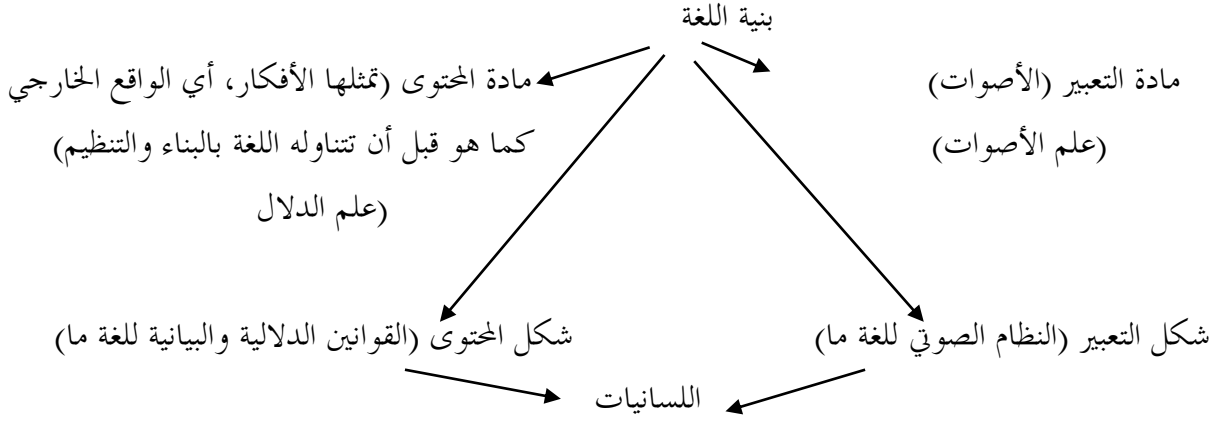 بنية اللغة
مادة التعبير (الأصوات)
(علم الأصوات)
مادة المحتوى (تمثلها الأفكار، أي الواقع الخارجي
كما هو قبل أن تتناوله اللغة بالبناء والتنظيم)
(علم الدلال
شكل التعبير (النظام الصوتي للغة ما)
شكل المحتوى (القوانين الدلالية والبيانية للغة ما)
اللسانيات